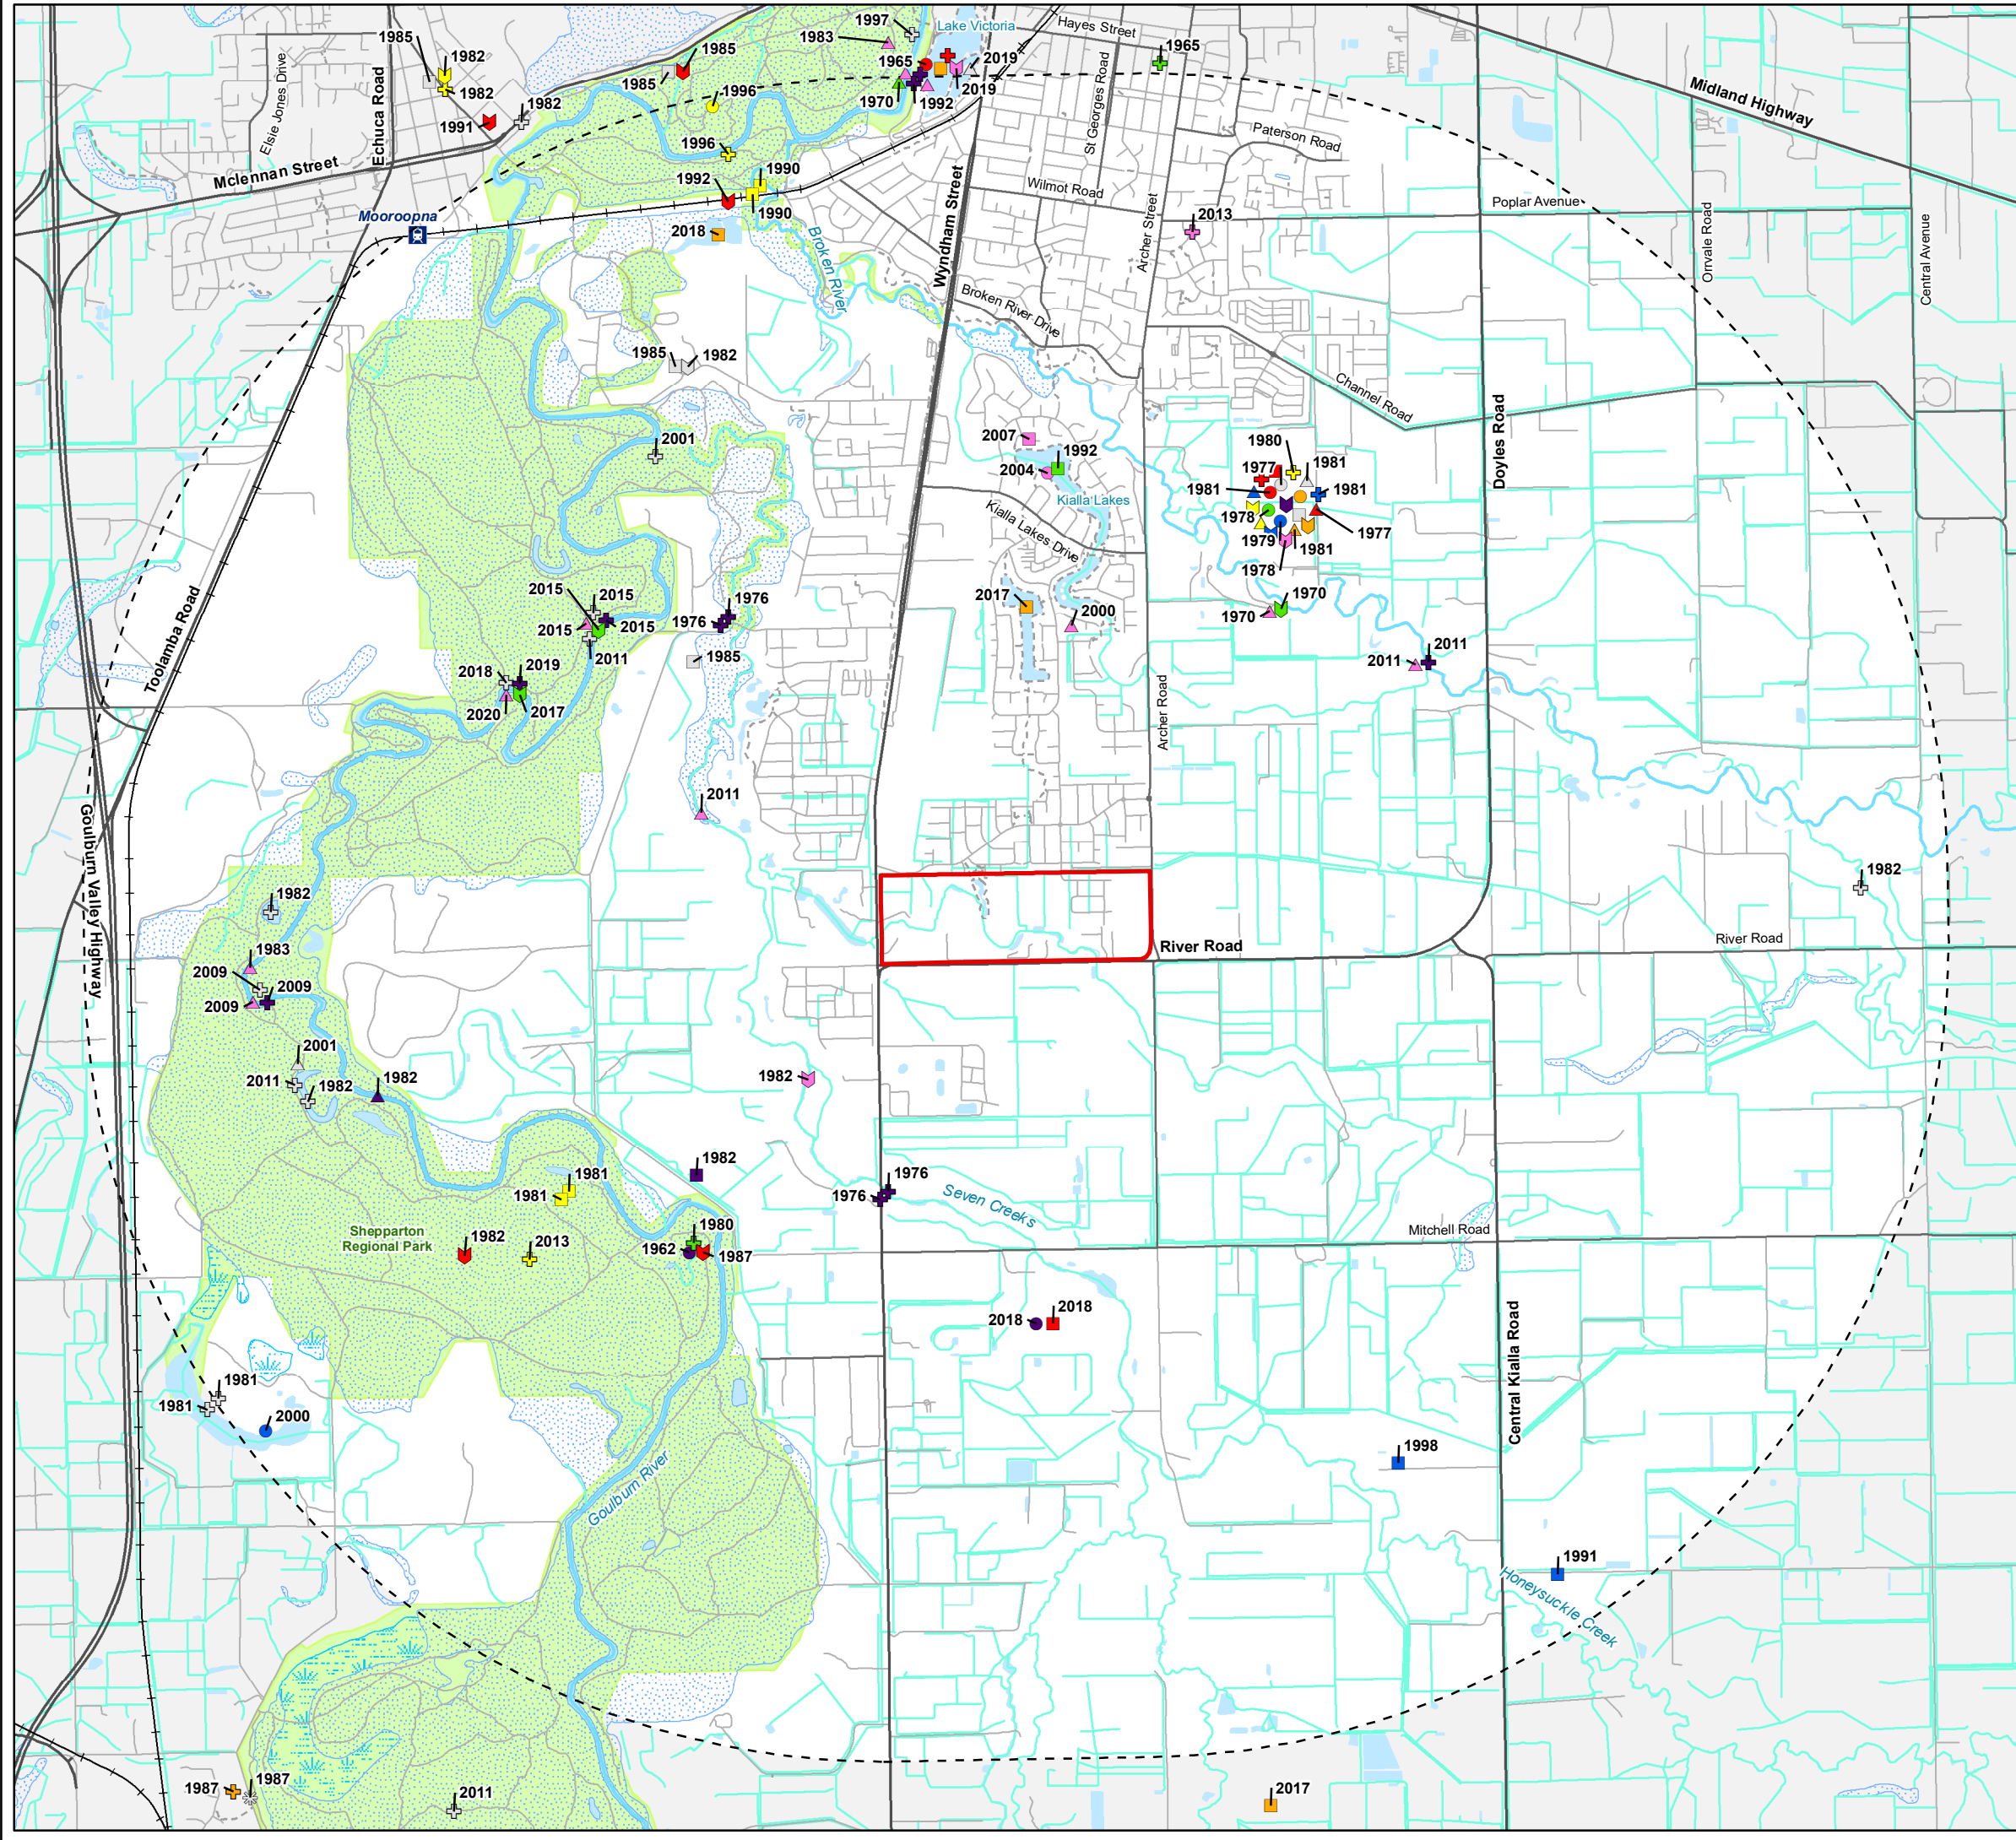 1997
Lake Victoria
Hayes Street
1985
1983
1982
1985
1965
1965
2019
Elsie Jones Drive
Echuca Road
1985
St Georges Road
Midland Highway
1982
1996
1970
1992
2019
1982
1991
Paterson Road
1996
Mclennan Street
1990
1992
Wilmot Road
Archer Street
Wyndham Street
Poplar Avenue
Orrvale Road
Central Avenue
Mooroopna
1990
2013
2018
Broken River
Broken River Drive
1985
1982
Channel Road
Doyles Road
2001
2007
1992
1980
2004
1977
1981
Kialla Lakes
1981
1981
Kialla Lakes Drive
1978
1977
1979
1981
1978
2015
2015
1976
2017
2000
1970
Toolamba Road
2015
2015
1976
1970
2011
1985
2011
2011
2018
2019
Archer Road
2020
2017
2011
Goulburn Valley Highway
1982
1982
1983
River Road
River Road
2009
2009
2009
2001
2011
1982
1982
1982
1982
1981
1976
1981
1976
Seven Creeks
Shepparton
Regional Park
1982
2013
1980
Mitchell Road
1962
1987
2018
2018
Central Kialla Road
1981
1981
2000
1998
Goulburn River
1991
Honeysuckle Creek
1987
1987
2011
2017